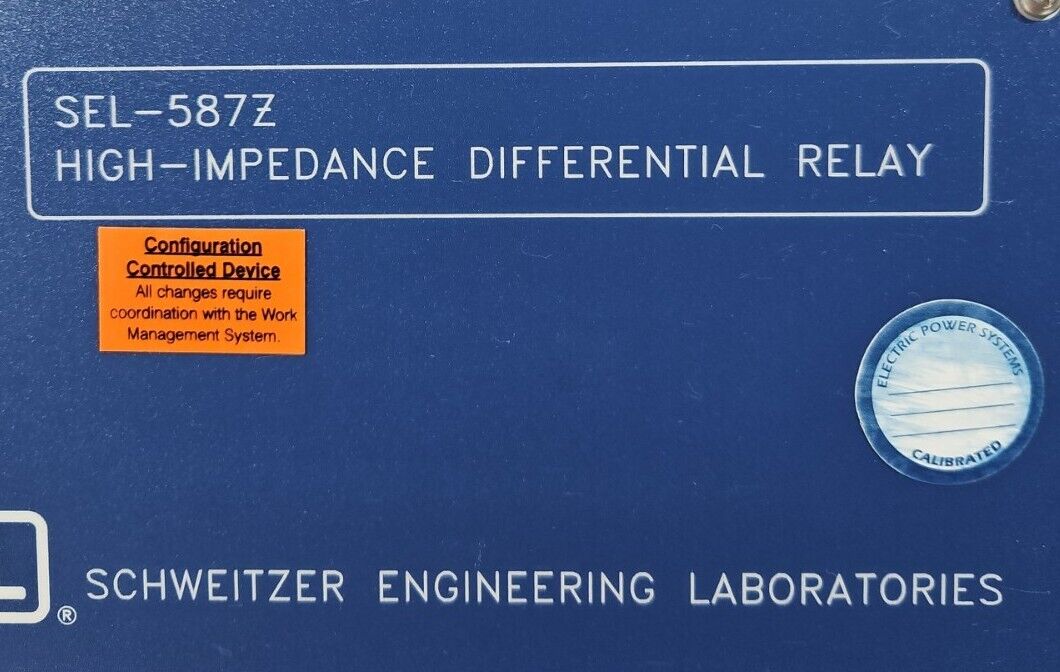 SEL-587Z
HIGH-IMPEDANCE DIFFERENTIAL RELAY
Configuration
Controlled Device
All changes require
coordination with the Work
Management System.
ELECTRIC POWER SYSTEMS
CALIBRATED
®
SCHWEITZER ENGINEERING LABORATORIES